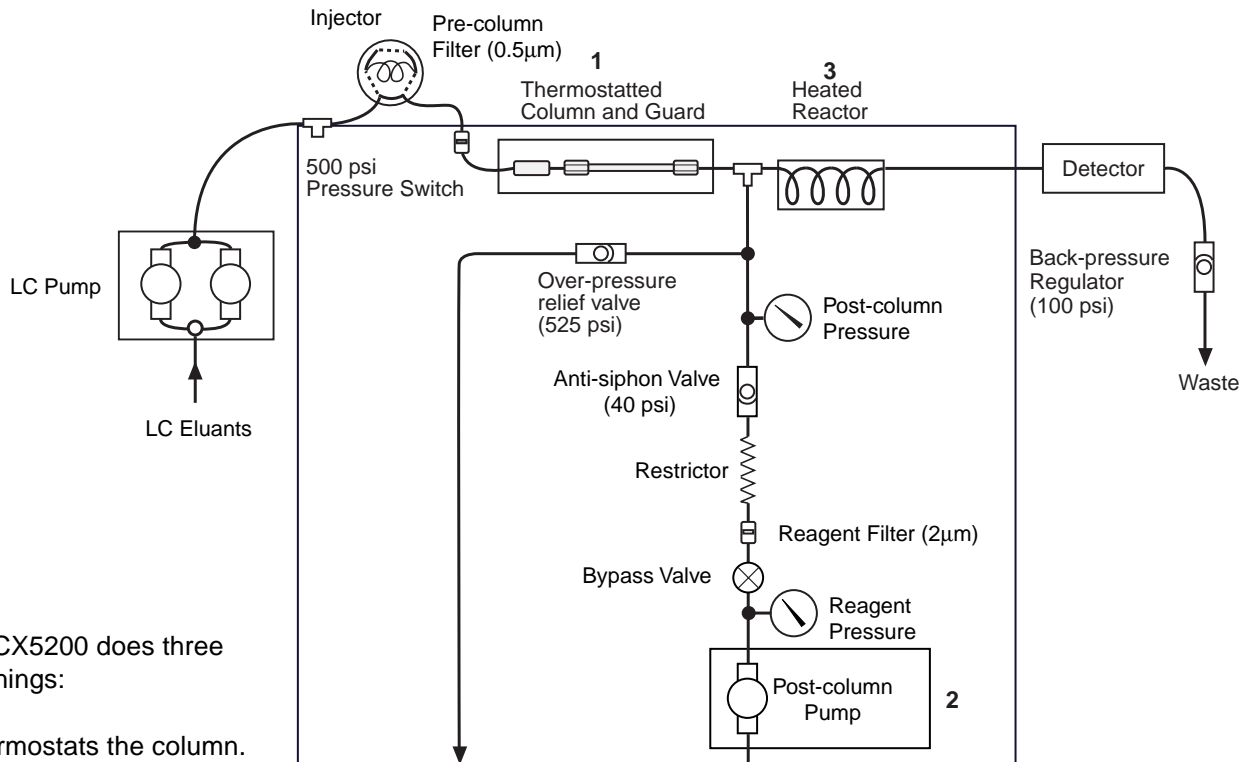 Injector
Pre-column
Filter (0.5μm)
1
Thermostatted
Column and Guard
3
Heated
Reactor
500 psi
Pressure Switch
Detector
LC Pump
Over-pressure
relief valve
(525 psi)
Post-column
Pressure
Back-pressure
Regulator
(100 psi)
Anti-siphon Valve
(40 psi)
Waste
LC Eluants
Restrictor
Reagent Filter (2μm)
Bypass Valve
Reagent
Pressure
CX5200 does three
Post-column
Pump
2
the column.